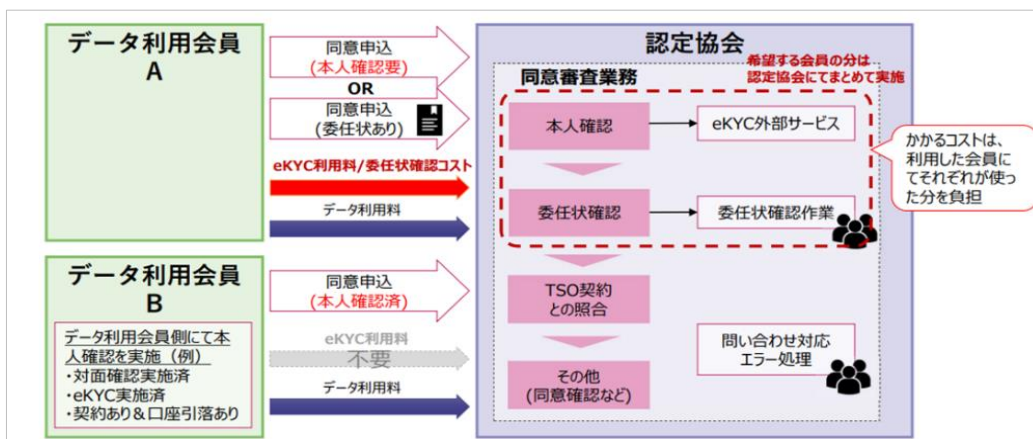 データ利用会員
A
同意申込
(本人確認要)
OR
同意申込
(委任状あり)
eKYC利用料/委任状確認コスト
データ利用料
データ利用会員
B
データ利用会員側にて本
人確認を実施（例）
・対面確認実施済
・eKYC実施済
・契約あり＆口座引落あり
同意申込
(本人確認済)
eKYC利用料
不要
データ利用料
認定協会
同意審査業務
希望する会員の分は
認定協会にてまとめて実施
本人確認
eKYC外部サービス
委任状確認
委任状確認作業
TSO契約
との照合
その他
(同意確認など)
問い合わせ対応
エラー処理
かかるコストは、
利用した会員に
てそれぞれが使っ
た分を負担